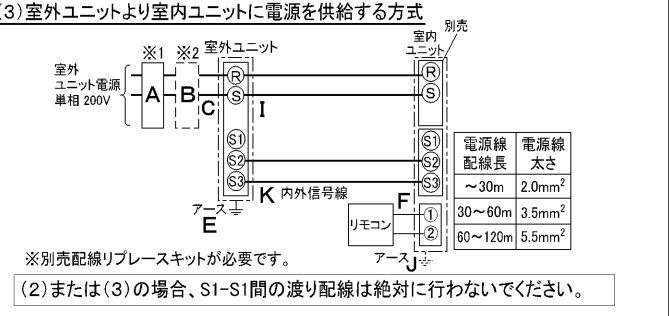 (3)室外ユニットより室内ユニットに電源を供給する方式
別売
※1 ※2 室外ユニット
室内
ユニット
室外
ユニット電源
単相 200V
A
B
C
I
R
S
S1
S2
S3
R
S
S1
S2
S3
K 内外信号線
アース
E
F
リモコン
①
②
アース
J
電源線
配線長
電源線
太さ
～30m 2.0mm²
30～60m 3.5mm²
60～120m 5.5mm²
※別売配線リプレースキットが必要です。
(2)または(3)の場合、S1-S1間の渡り配線は絶対に行わないでください。